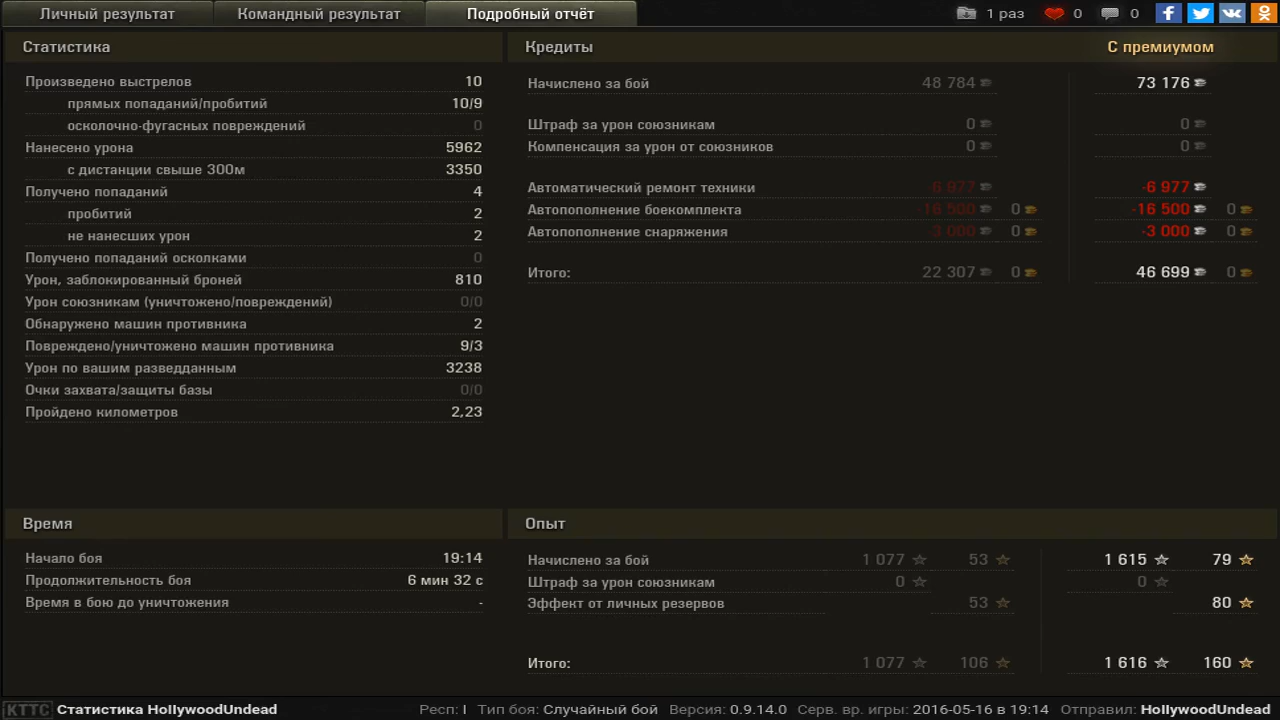 Личный результат Командный результат Подробный отчёт 1 раз 0 0
Статистика
Произведено выстрелов 10
прямых попаданий/пробитий 10/9
осколочно-фугасных повреждений 0
Нанесено урона 5962
с дистанции свыше 300м 3350
Получено попаданий 4
пробитий 2
не нанесших урон 2
Получено попаданий осколками 0
Урон, заблокированный броней 810
Урон союзникам (уничтожено/повреждений) 0/0
Обнаружено машин противника 2
Повреждено/уничтожено машин противника 9/3
Урон по вашим разведданным 3238
Очки захвата/защиты базы 0/0
Пройдено километров 2,23
Кредиты С премиумом
Начислено за бой 48 784 73 176
Штраф за урон союзникам 0 0
Компенсация за урон от союзников 0 0
Автоматический ремонт техники -6 977 -6 977
Автопополнение боекомплекта -16 500 0 -16 500 0
Автопополнение снаряжения -3 000 0 -3 000 0
Итого: 22 307 0 46 699 0
Время
Начало боя 19:14
Продолжительность боя 6 мин 32 с
Время в бою до уничтожения -
Опыт
Начислено за бой 1 077 53 1 615 79
Штраф за урон союзникам 0 0
Эффект от личных резервов 53 80
Итого: 1 077 106 1 616 160
КТТС Статистика HollywoodUndead Респ: I Тип боя: Случайный бой Версия: 0.9.14.0 Серв. вр. игры: 2016-05-16 в 19:14 Отправил: HollywoodUndead